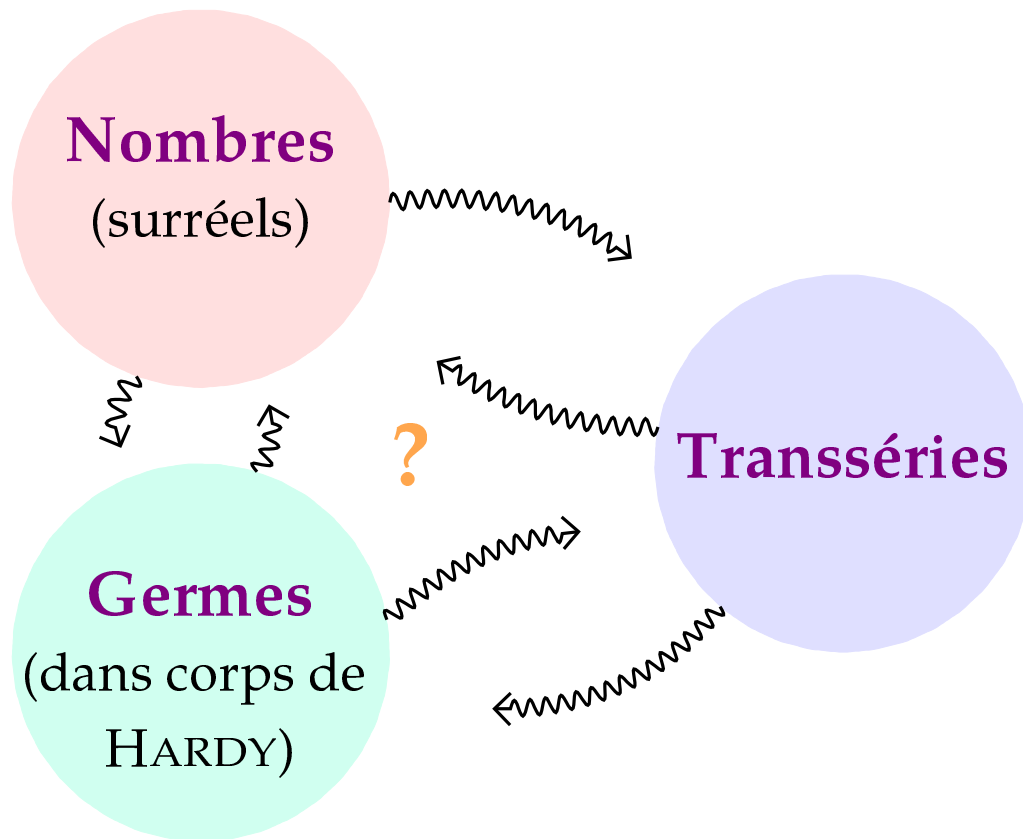 Nombres
(surréels)
?
Transséries
Germes
(dans corps de
HARDY)